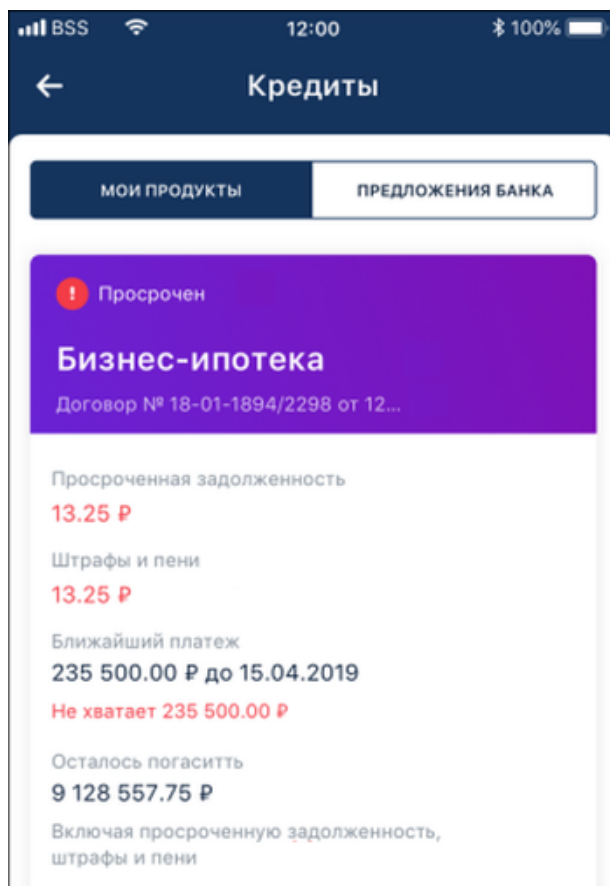 BSS 12:00 100%
Кредиты
МОИ ПРОДУКТЫ ПРЕДЛОЖЕНИЯ БАНКА
! Просрочен
Бизнес-ипотека
Договор № 18-01-1894/2298 от 12...
Просроченная задолженность
13.25 ₽
Штрафы и пени
13.25 ₽
Ближайший платеж
235 500.00 ₽ до 15.04.2019
Не хватает 235 500.00 ₽
Осталось погаситть
9 128 557.75 ₽
Включая просроченную задолженность,
штрафы и пени